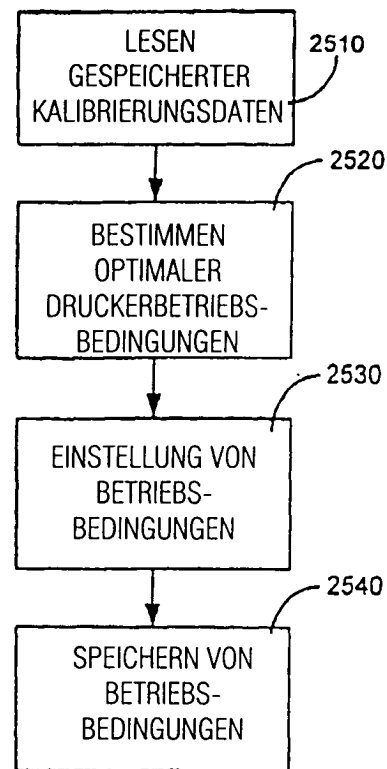 LESEN
GESPEICHERTER
KALIBRIERUNGSDATEN
2510
2520
BESTIMMEN
OPTIMALER
DRUCKERBETRIEBS-
BEDINGUNGEN
2530
EINSTELLUNG VON
BETRIEBS-
BEDINGUNGEN
2540
SPEICHERN VON
BETRIEBS-
BEDINGUNGEN